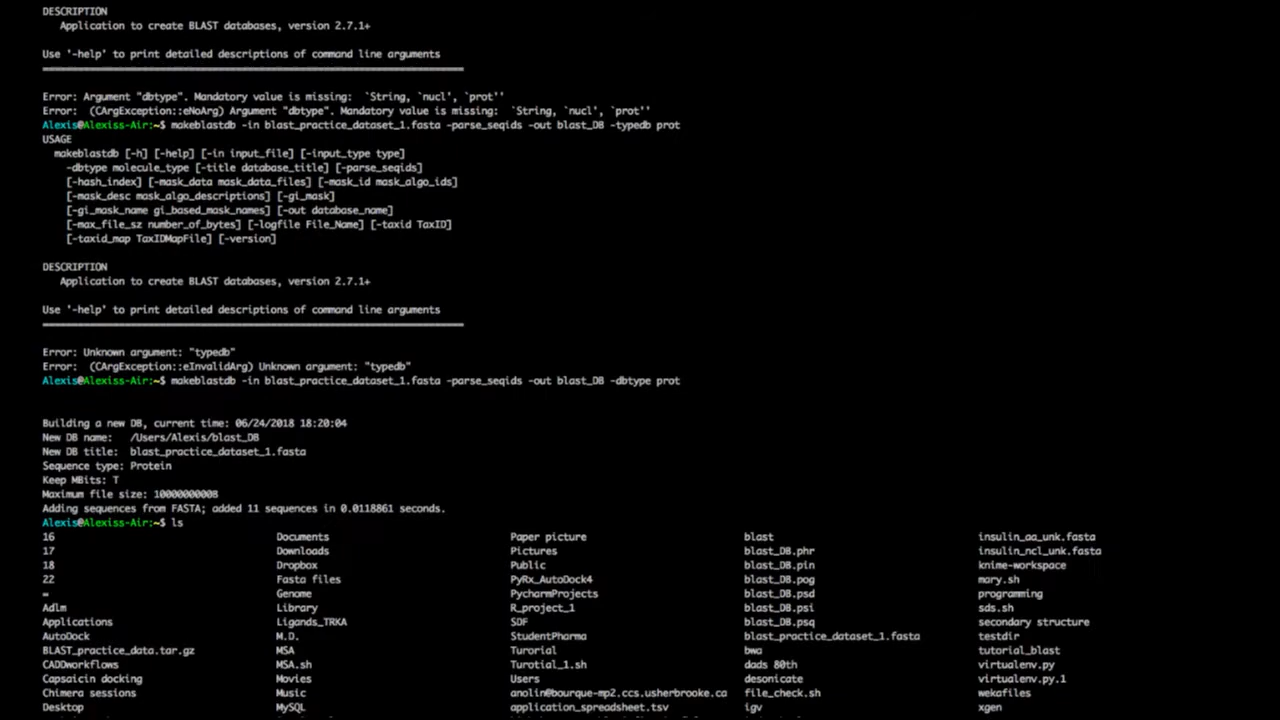 DESCRIPTION
Application to create BLAST databases, version 2.7.1+
Use '-help' to print detailed descriptions of command line arguments
========================================================================
Error: Argument "dbtype". Mandatory value is missing:  `String, `nucl', `prot''
Error:  (CArgException::eNoArg) Argument "dbtype". Mandatory value is missing:  `String, `nucl', `prot''
Alexis@Alexiss-Air:~$ makeblastdb -in blast_practice_dataset_1.fasta -parse_seqids -out blast_DB -typedb prot
USAGE
makeblastdb [-h] [-help] [-in input_file] [-input_type type]
-dbtype molecule_type [-title database_title] [-parse_seqids]
[-hash_index] [-mask_data mask_data_files] [-mask_id mask_algo_ids]
[-mask_desc mask_algo_descriptions] [-gi_mask]
[-gi_mask_name gi_based_mask_names] [-out database_name]
[-max_file_sz number_of_bytes] [-logfile File_Name] [-taxid TaxID]
[-taxid_map TaxIDMapFile] [-version]
DESCRIPTION
Application to create BLAST databases, version 2.7.1+
Use '-help' to print detailed descriptions of command line arguments
========================================================================
Error: Unknown argument: "typedb"
Error:  (CArgException::eInvalidArg) Unknown argument: "typedb"
Alexis@Alexiss-Air:~$ makeblastdb -in blast_practice_dataset_1.fasta -parse_seqids -out blast_DB -dbtype prot
Building a new DB, current time: 06/24/2018 18:20:04
New DB name:   /Users/Alexis/blast_DB
New DB title:  blast_practice_dataset_1.fasta
Sequence type: Protein
Keep MBits: T
Maximum file size: 1000000000B
Adding sequences from FASTA; added 11 sequences in 0.0118861 seconds.
Alexis@Alexiss-Air:~$ ls
16 Documents Paper picture blast insulin_aa_unk.fasta
17 Downloads Pictures blast_DB.phr insulin_ncl_unk.fasta
18 Dropbox Public blast_DB.pin knime-workspace
22 Fasta files PyRx_AutoDock4 blast_DB.pog mary.sh
= Genome PycharmProjects blast_DB.psd programming
Adlm Library R_project_1 blast_DB.psi sds.sh
Applications Ligands_TRKA SDF blast_DB.psq secondary structure
AutoDock M.D. StudentPharma blast_practice_dataset_1.fasta testdir
BLAST_practice_data.tar.gz MSA Turorial bwa tutorial_blast
CADDworkflows MSA.sh Turotial_1.sh dads 80th virtualenv.py
Capsaicin docking Movies Users desonicate virtualenv.py.1
Chimera sessions Music anolin@bourque-mp2.ccs.usherbrooke.ca file_check.sh wekafiles
Desktop MySQL application_spreadsheet.tsv igv xgen